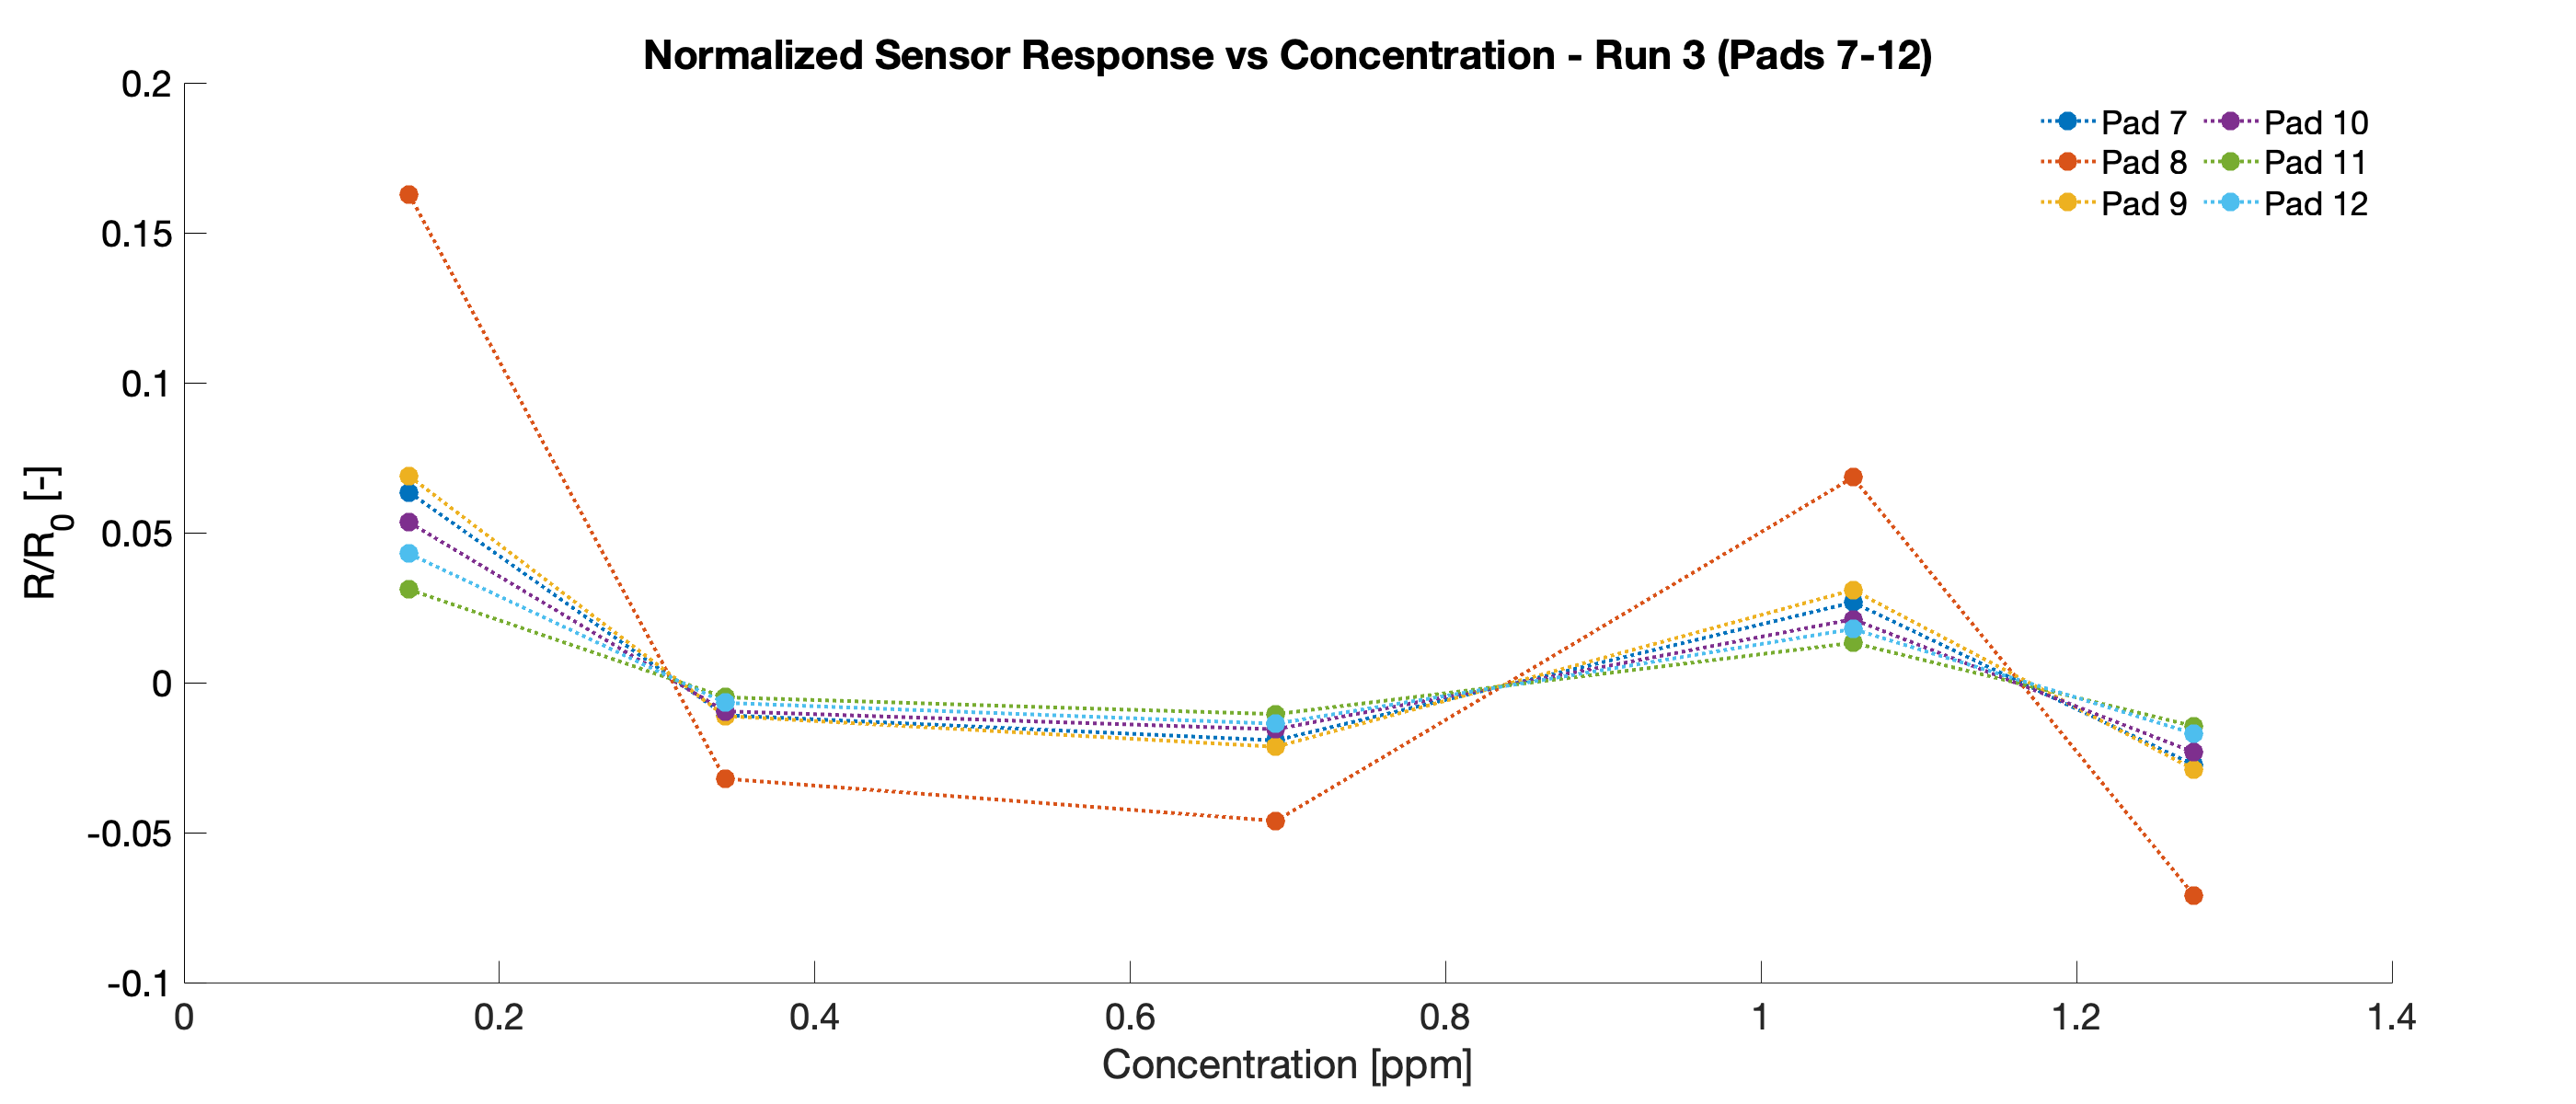 Normalized Sensor Response vs Concentration - Run 3 (Pads 7-12)
0.2
0.15
0.1
0.05
0
-0.05
-0.1
R/R0 [-]
Pad 7 Pad 10
Pad 8 Pad 11
Pad 9 Pad 12
0 0.2 0.4 0.6 0.8 1 1.2 1.4
Concentration [ppm]